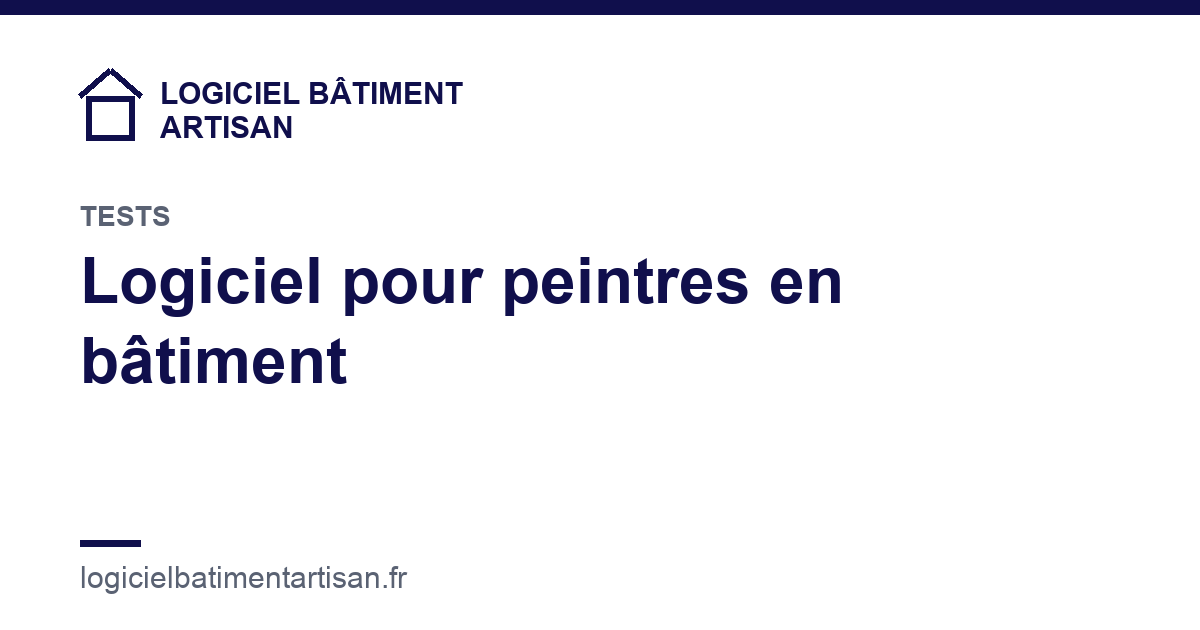 LOGICIEL BÂTIMENT
ARTISAN
TESTS
Logiciel pour peintres en
bâtiment
logicielbatimentartisan.fr